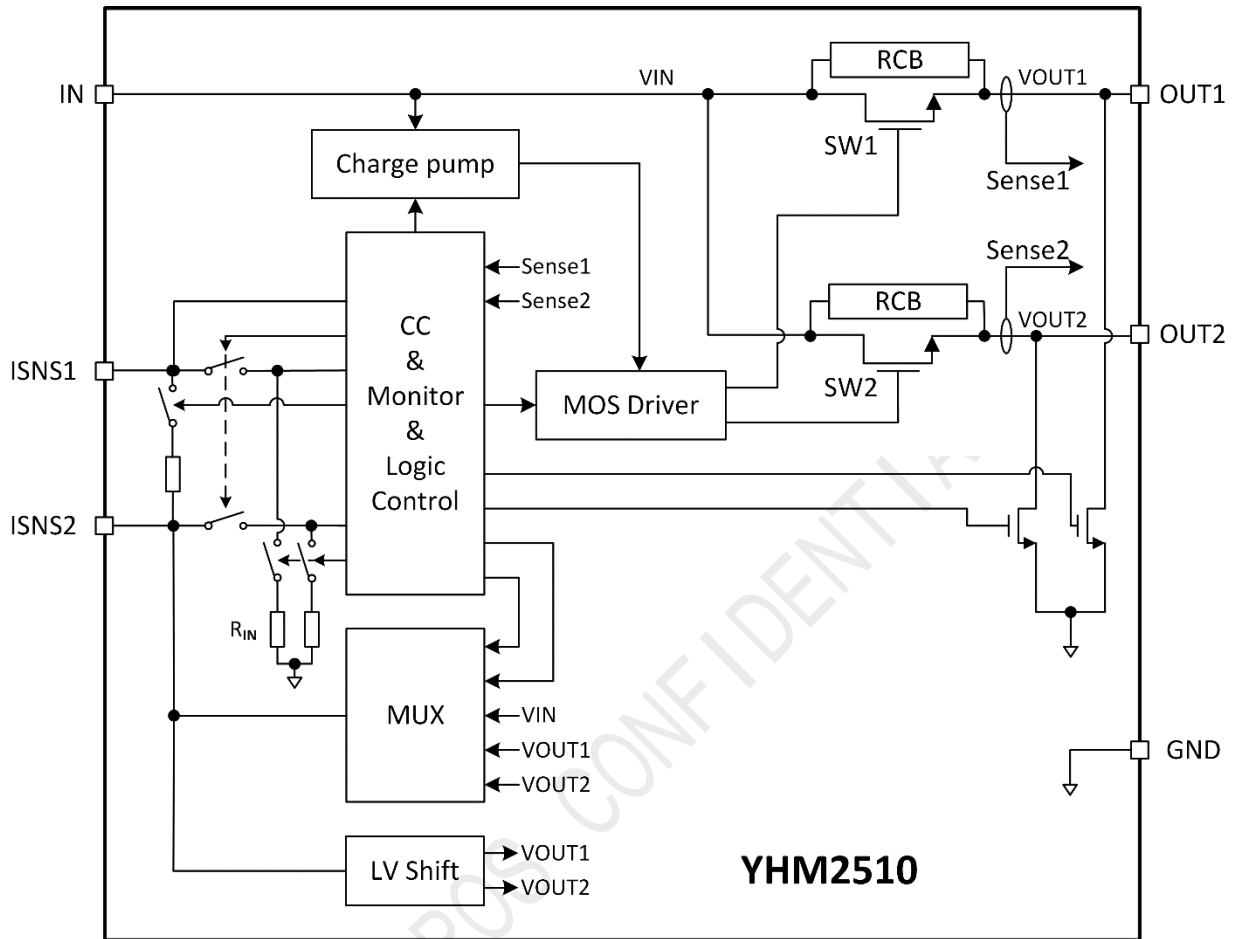 IN
VIN
RCB
VOUT1
OUT1
SW1
Charge pump
Sense1
Sense2
Sense1
Sense2
RCB
VOUT2
OUT2
SW2
CC
&
Monitor
&
Logic
Control
ISNS1
MOS Driver
ISNS2
RIN
MUX
VIN
VOUT1
VOUT2
GND
LV Shift
VOUT1
VOUT2
YHM2510
CONFIDENTIA